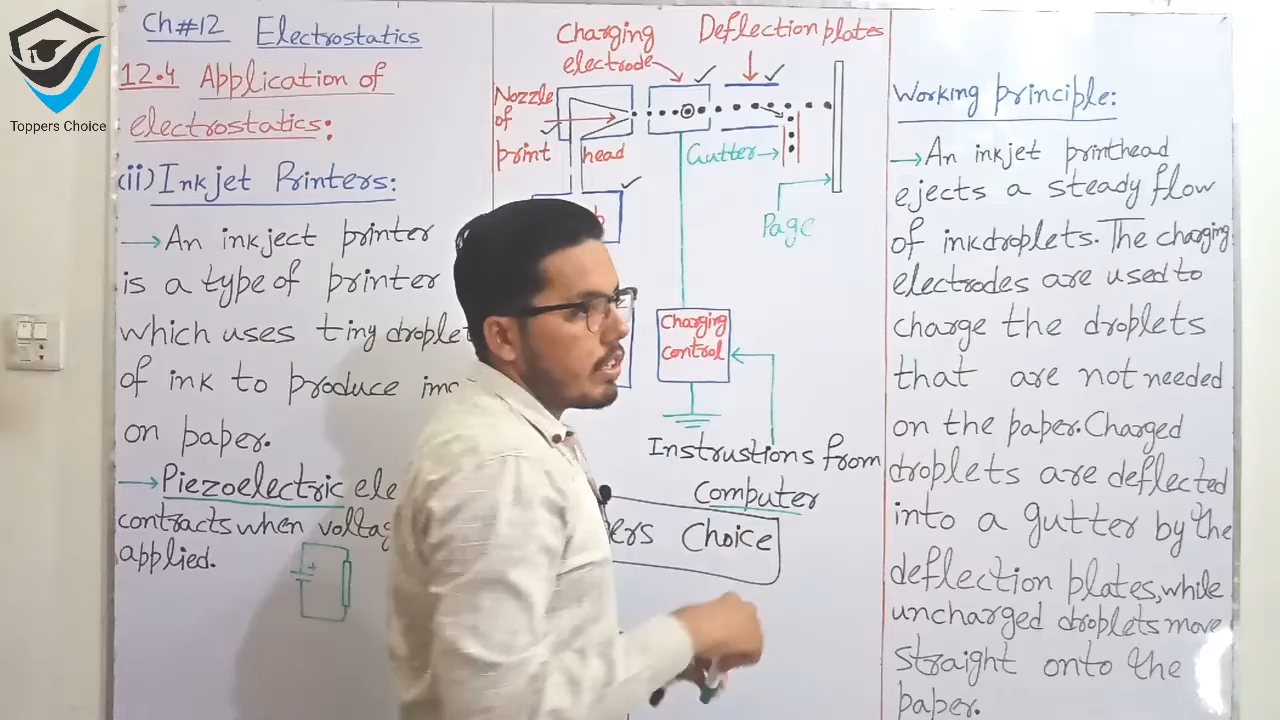 Toppers Choice
Ch#12 Electrostatics
12.4 Application of
electrostatics:
(ii) Inkjet Printers:
→ An inkject printer
is a type of printer
which uses tiny droplet
of ink to produce
on paper.
→ Piezoelectric
contracts when
applied.
+
Charging
electrode
Deflection plates
Nozzle
of
print head
Gutter →
Page
Charging
control
Instrustions from
Computer
Choice
Working principle:
→ An inkjet printhead
ejects a steady flow
of inkdroplets. The charging
electrodes are used to
charge the droplets
that are not needed
on the paper. Charged
droplets are deflected
into a gutter by the
deflection plates, while
uncharged droplets move
straight onto the
paper.